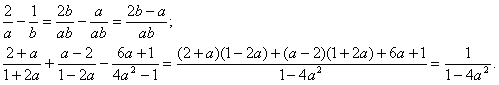 2/a - 1/b = 2b/ab - a/ab = (2b - a)/ab;
(2 + a)/(1 + 2a) + (a - 2)/(1 - 2a) - (6a + 1)/(4a² - 1) = ((2 + a)(1 - 2a) + (a - 2)(1 + 2a) + 6a + 1)/(1 - 4a²) = 1/(1 - 4a²).